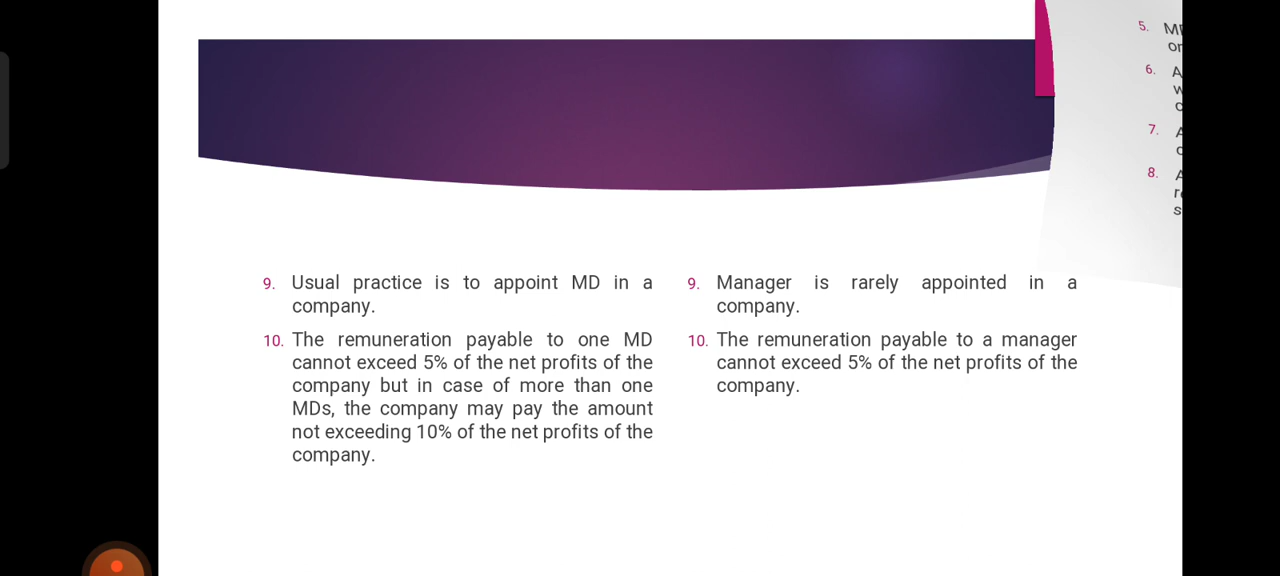 9. Usual practice is to appoint MD in a
company.
10. The remuneration payable to one MD
cannot exceed 5% of the net profits of the
company but in case of more than one
MDs, the company may pay the amount
not exceeding 10% of the net profits of the
company.
9. Manager is rarely appointed in a
company.
10. The remuneration payable to a manager
cannot exceed 5% of the net profits of the
company.
5.
6.
7.
8.